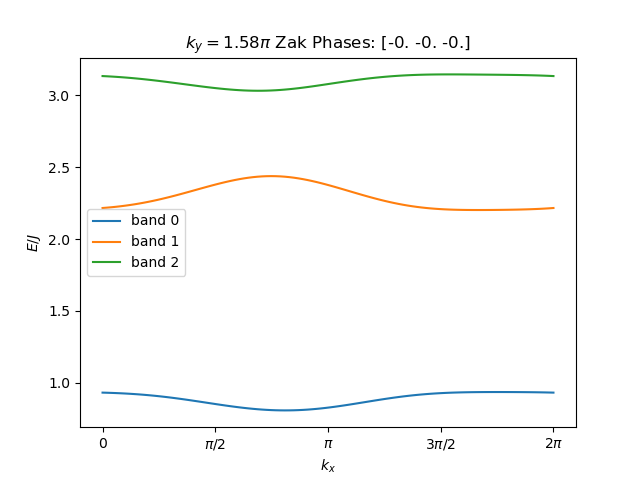 k_y = 1.58π Zak Phases: [-0. -0. -0.]
3.0
2.5
2.0
1.5
1.0
E/J
band 0
band 1
band 2
0
π/2
π
3π/2
2π
k_x